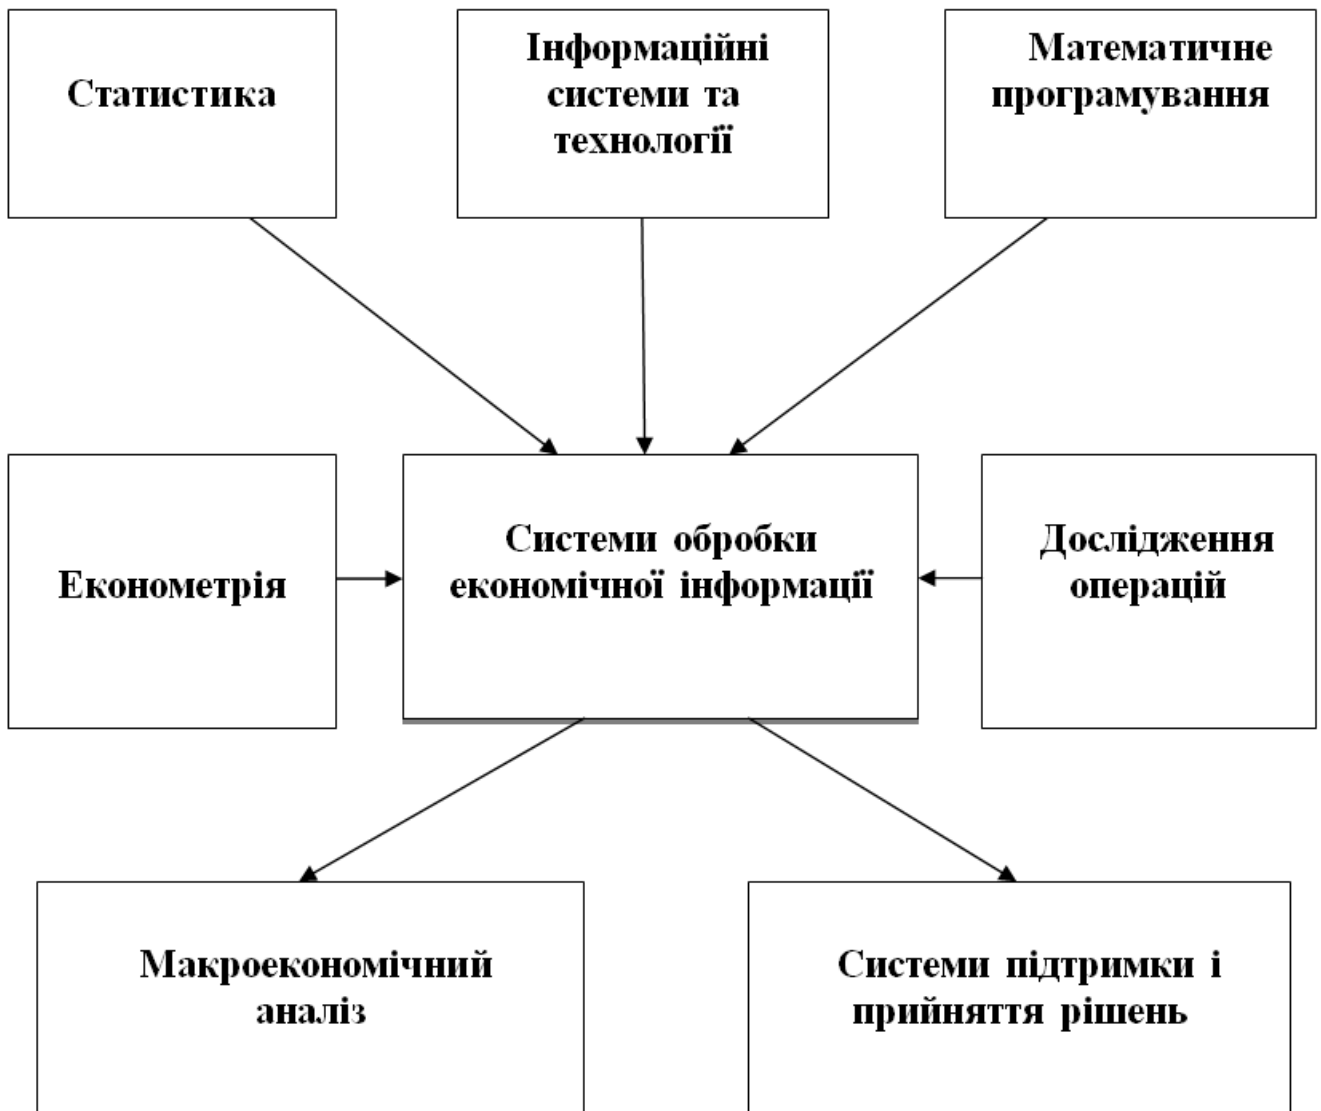 Статистика
Інформаційні
системи та
технології
Математичне
програмування
Економетрія
Системи обробки
економічної інформації
Дослідження
операцій
Макроекономічний
аналіз
Системи підтримки і
прийняття рішень